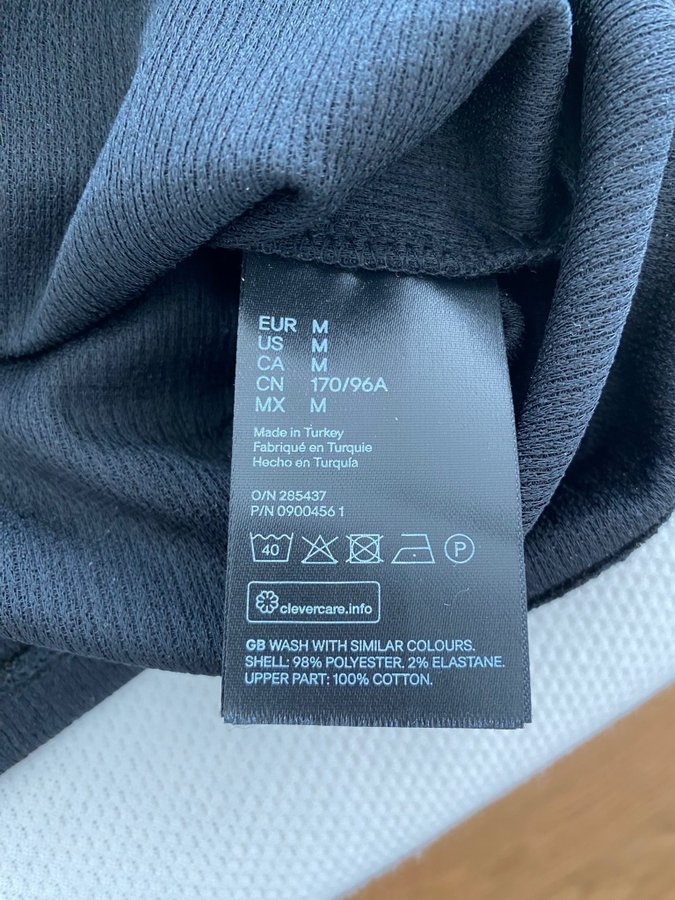 EUR M
US M
CA M
CN 170/96A
MX M
Made in Turkey
Fabriqué en Turquie
Hecho en Turquía
O/N 285437
P/N 0900456 1
40 P
clevercare.info
GB WASH WITH SIMILAR COLOURS.
SHELL: 98% POLYESTER. 2% ELASTANE.
UPPER PART: 100% COTTON.